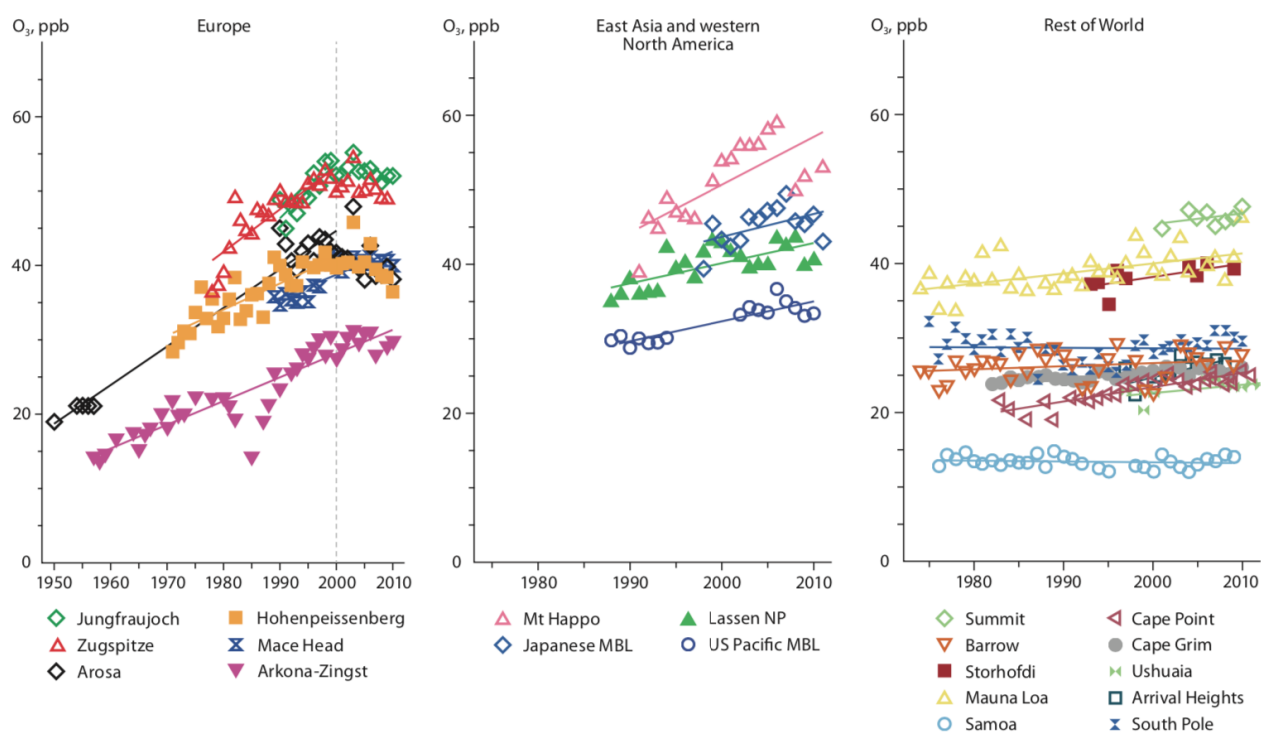 O₃, ppb
Europe
60
40
20
0
1950
1960
1970
1980
1990
2000
2010
Jungfraujoch
Zugspitze
Arosa
Hohenpeissenberg
Mace Head
Arkona-Zingst
O₃, ppb
East Asia and western
North America
60
40
20
0
1980
1990
2000
2010
Mt Happo
Japanese MBL
Lassen NP
US Pacific MBL
O₃, ppb
Rest of World
60
40
20
0
1980
1990
2000
2010
Summit
Barrow
Storhofdi
Mauna Loa
Samoa
Cape Point
Cape Grim
Ushuaia
Arrival Heights
South Pole